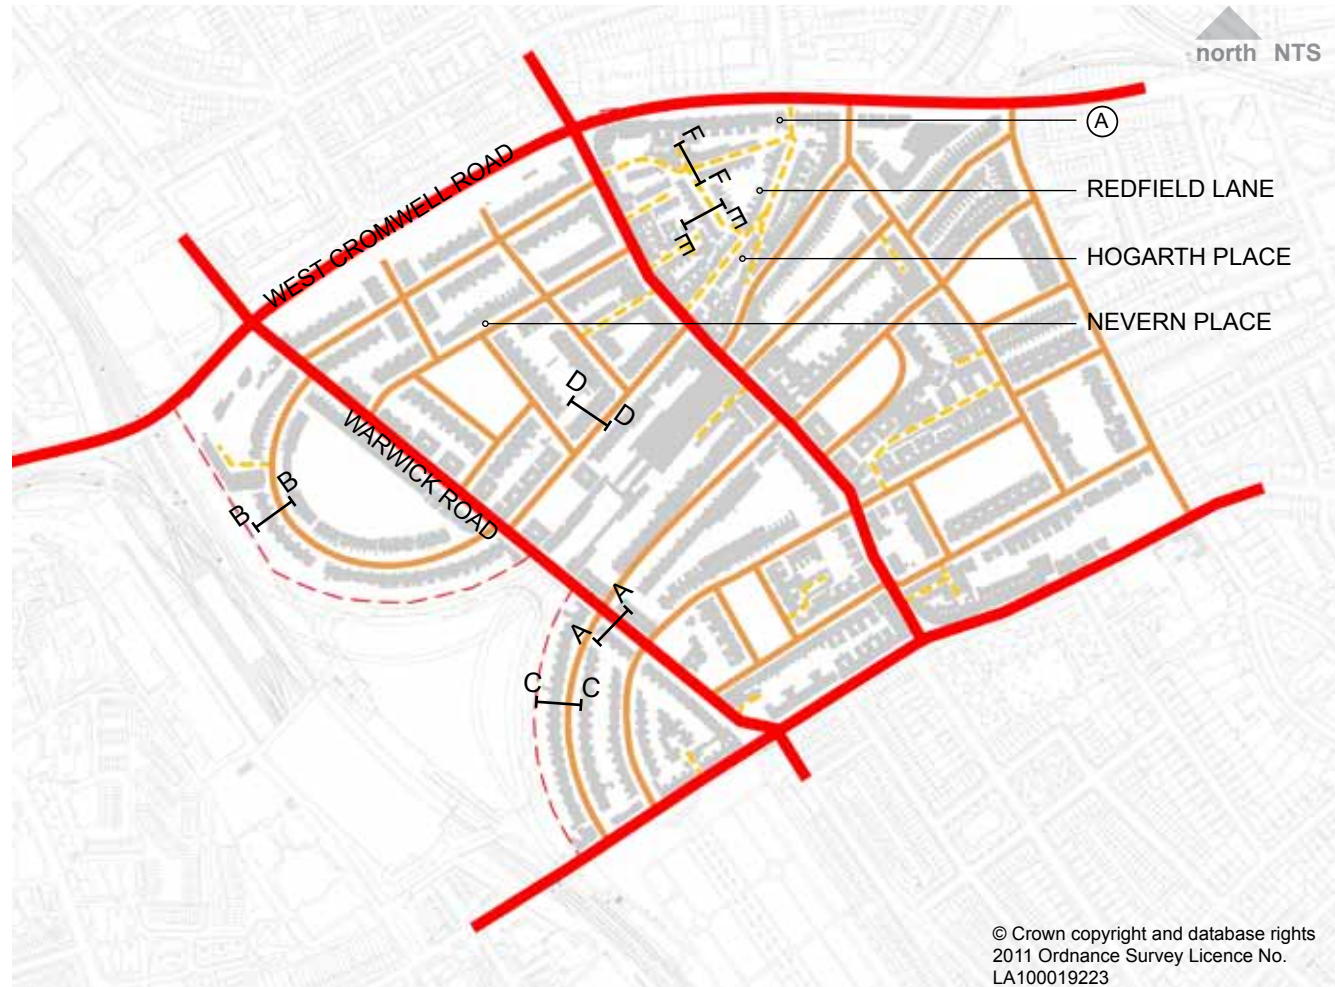 north NTS
A
REDFIELD LANE
HOGARTH PLACE
NEVERN PLACE
WEST CROMWELL ROAD
WARWICK ROAD
F
F
E
E
D
D
B
B
A
A
C
C
© Crown copyright and database rights
2011 Ordnance Survey Licence No.
LA100019223